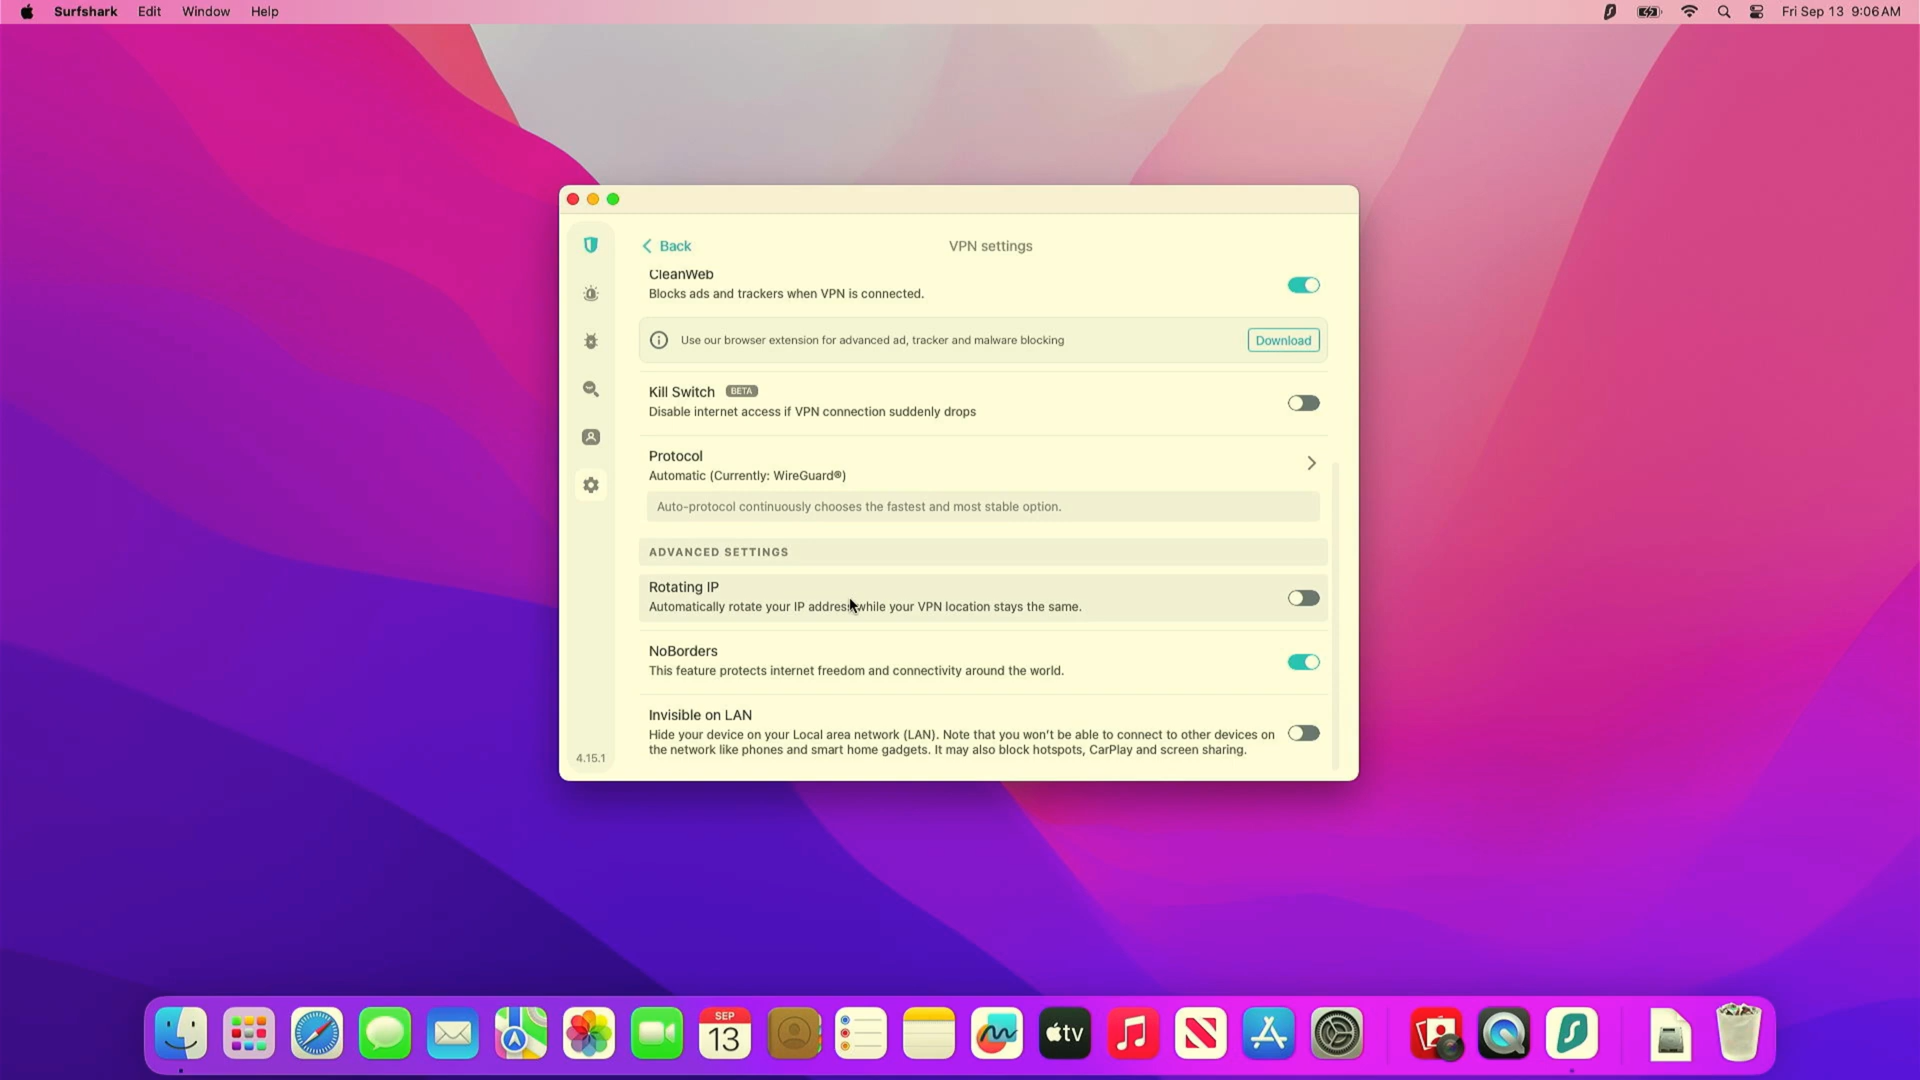 Surfshark Edit Window Help
Fri Sep 13 9:06 AM
Back
VPN settings
CleanWeb
Blocks ads and trackers when VPN is connected.
Use our browser extension for advanced ad, tracker and malware blocking
Download
Kill Switch BETA
Disable internet access if VPN connection suddenly drops
Protocol
Automatic (Currently: WireGuard®)
Auto-protocol continuously chooses the fastest and most stable option.
ADVANCED SETTINGS
Rotating IP
Automatically rotate your IP address while your VPN location stays the same.
NoBorders
This feature protects internet freedom and connectivity around the world.
Invisible on LAN
Hide your device on your Local area network (LAN). Note that you won't be able to connect to other devices on
the network like phones and smart home gadgets. It may also block hotspots, CarPlay and screen sharing.
4.15.1
SEP
13
tv